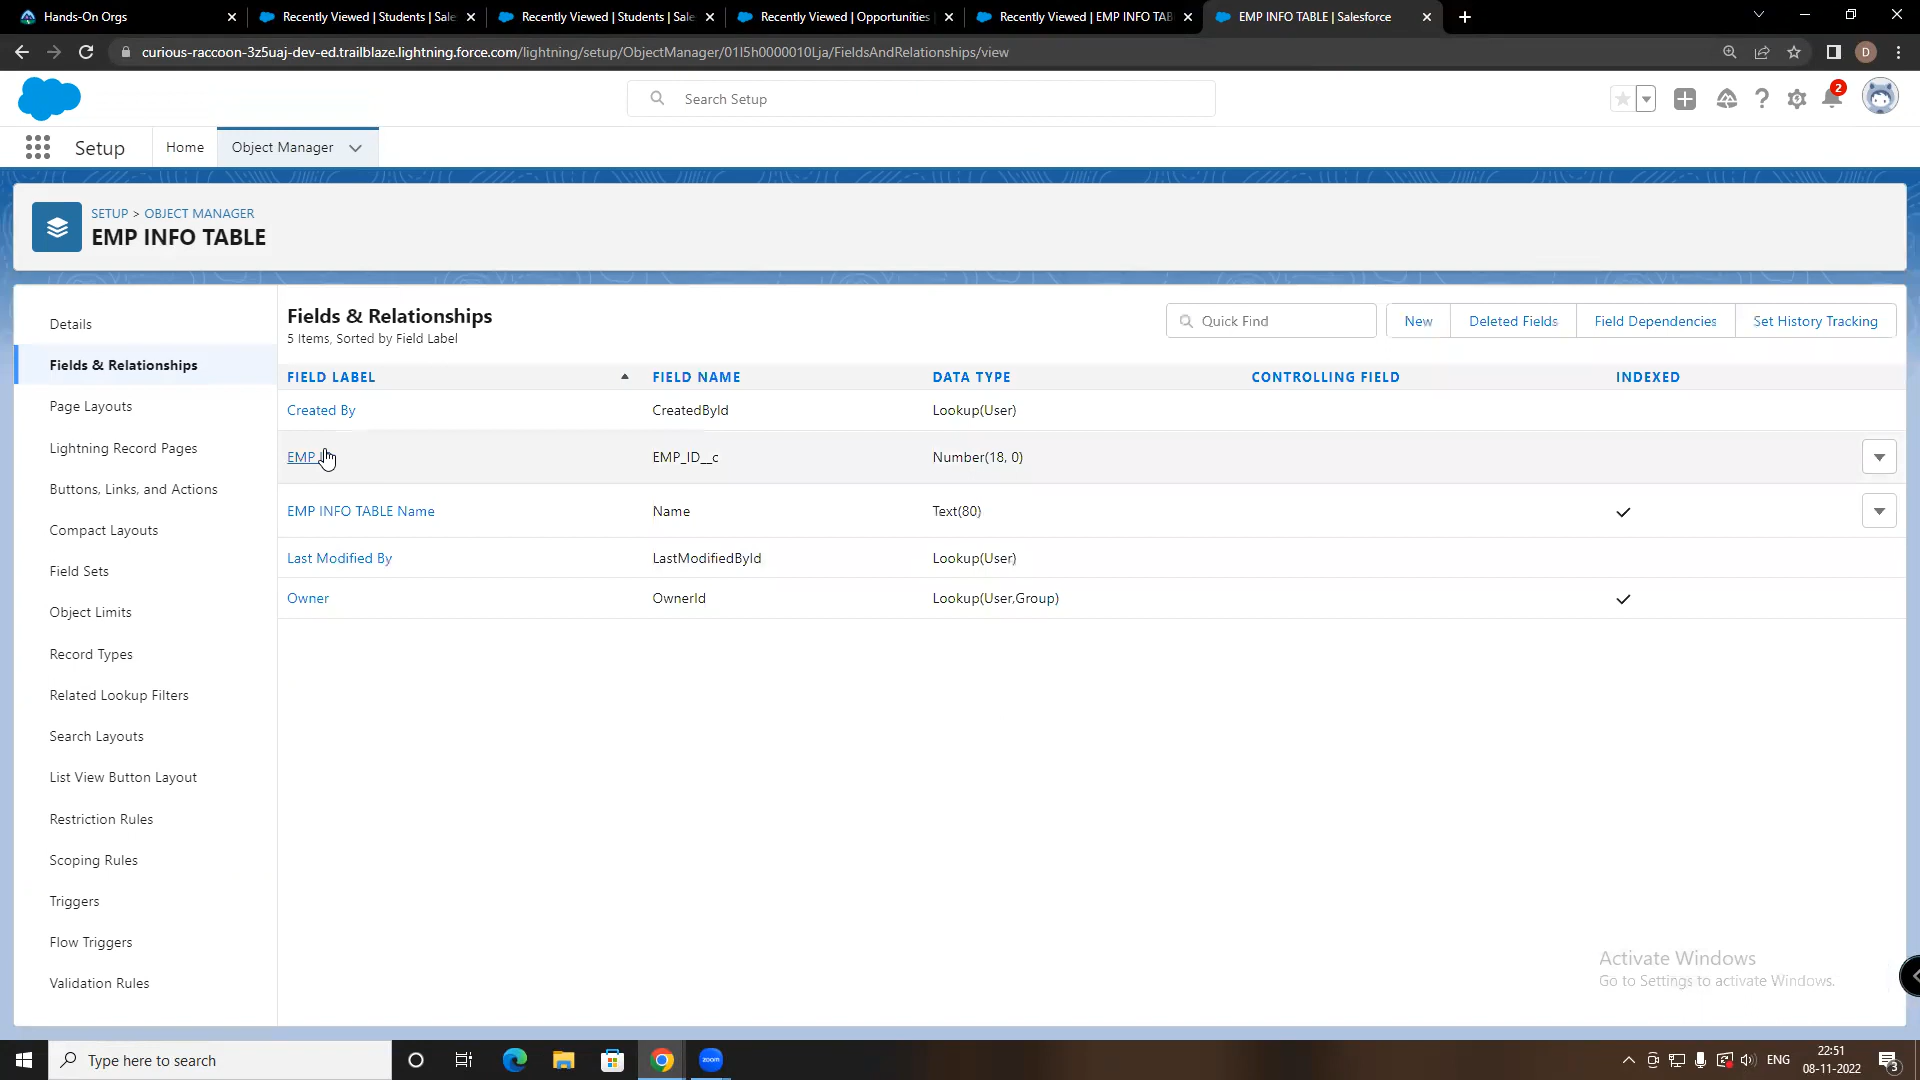 Hands-On Orgs
Recently Viewed | Students | Sale
Recently Viewed | Students | Sale
Recently Viewed | Opportunities
Recently Viewed | EMP INFO TAB
EMP INFO TABLE | Salesforce
curious-raccoon-3z5uaj-dev-ed.trailblaze.lightning.force.com/lightning/setup/ObjectManager/01I5h0000010Lja/FieldsAndRelationships/view
D
Search Setup
2
Setup
Home
Object Manager
SETUP > OBJECT MANAGER
EMP INFO TABLE
Details
Fields & Relationships
Page Layouts
Lightning Record Pages
Buttons, Links, and Actions
Compact Layouts
Field Sets
Object Limits
Record Types
Related Lookup Filters
Search Layouts
List View Button Layout
Restriction Rules
Scoping Rules
Triggers
Flow Triggers
Validation Rules
Fields & Relationships
5 Items, Sorted by Field Label
Quick Find
New
Deleted Fields
Field Dependencies
Set History Tracking
FIELD LABEL FIELD NAME DATA TYPE CONTROLLING FIELD INDEXED
Created By CreatedById Lookup(User)
EMP EMP_ID__c Number(18, 0)
EMP INFO TABLE Name Name Text(80)
Last Modified By LastModifiedById Lookup(User)
Owner OwnerId Lookup(User,Group)
Activate Windows
Go to Settings to activate Windows.
Type here to search
zoom
ENG
22:51
08-11-2022
3